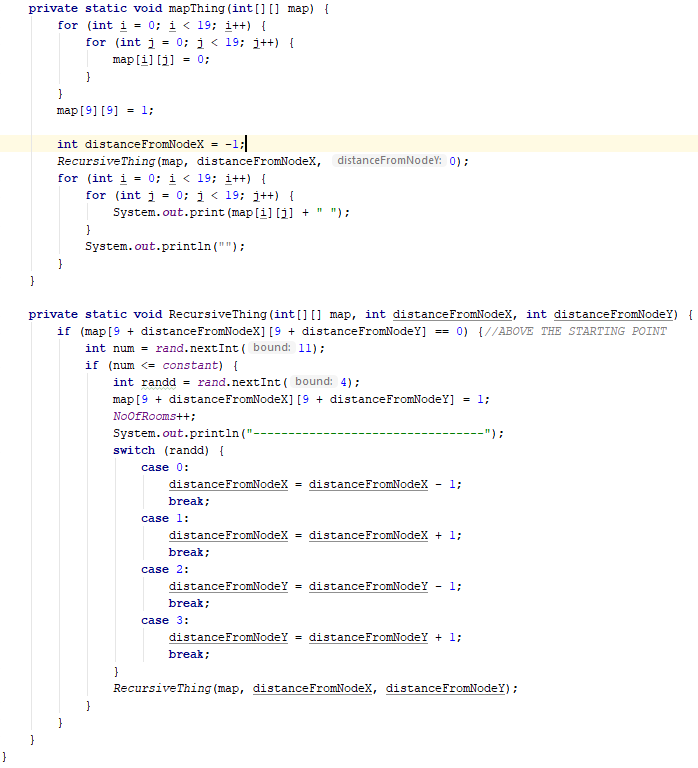 private static void mapThing(int[][] map) {
for (int i = 0; i < 19; i++) {
for (int j = 0; j < 19; j++) {
map[i][j] = 0;
}
}
map[9][9] = 1;
int distanceFromNodeX = -1;
RecursiveThing(map, distanceFromNodeX, distanceFromNodeY: 0);
for (int i = 0; i < 19; i++) {
for (int j = 0; j < 19; j++) {
System.out.print(map[i][j] + " ");
}
System.out.println("");
}
}
private static void RecursiveThing(int[][] map, int distanceFromNodeX, int distanceFromNodeY) {
if (map[9 + distanceFromNodeX][9 + distanceFromNodeY] == 0) {//ABOVE THE STARTING POINT
int num = rand.nextInt( bound: 11);
if (num <= constant) {
int randd = rand.nextInt( bound: 4);
map[9 + distanceFromNodeX][9 + distanceFromNodeY] = 1;
NoOfRooms++;
System.out.println("---------------------------------");
switch (randd) {
case 0:
distanceFromNodeX = distanceFromNodeX - 1;
break;
case 1:
distanceFromNodeX = distanceFromNodeX + 1;
break;
case 2:
distanceFromNodeY = distanceFromNodeY - 1;
break;
case 3:
distanceFromNodeY = distanceFromNodeY + 1;
break;
}
RecursiveThing(map, distanceFromNodeX, distanceFromNodeY);
}
}
}
}